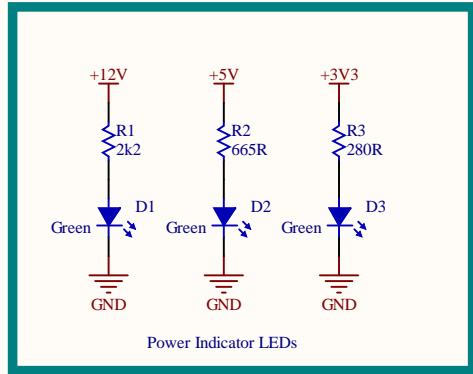 +12V +5V +3V3
R1 R2 R3
2k2 665R 280R
D1 D2 D3
Green Green Green
GND GND GND
Power Indicator LEDs